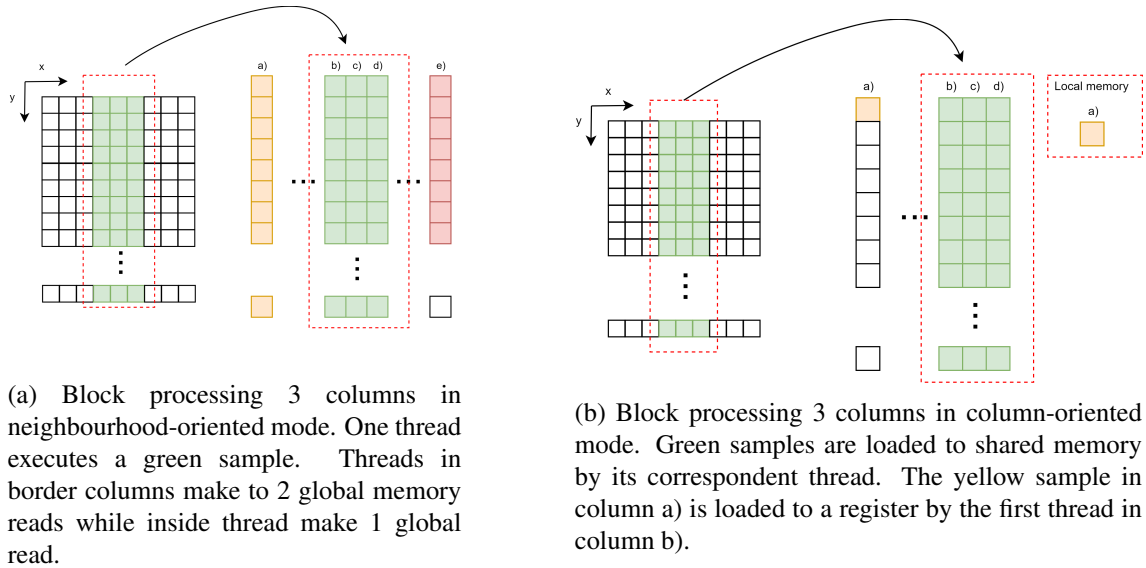 x
y
a)
b) c) d)
e)
(a) Block processing 3 columns in
neighbourhood-oriented mode. One thread
executes a green sample. Threads in
border columns make to 2 global memory
reads while inside thread make 1 global
read.
x
y
a)
b) c) d)
Local memory
a)
(b) Block processing 3 columns in column-oriented
mode. Green samples are loaded to shared memory
by its correspondent thread. The yellow sample in
column a) is loaded to a register by the first thread in
column b).